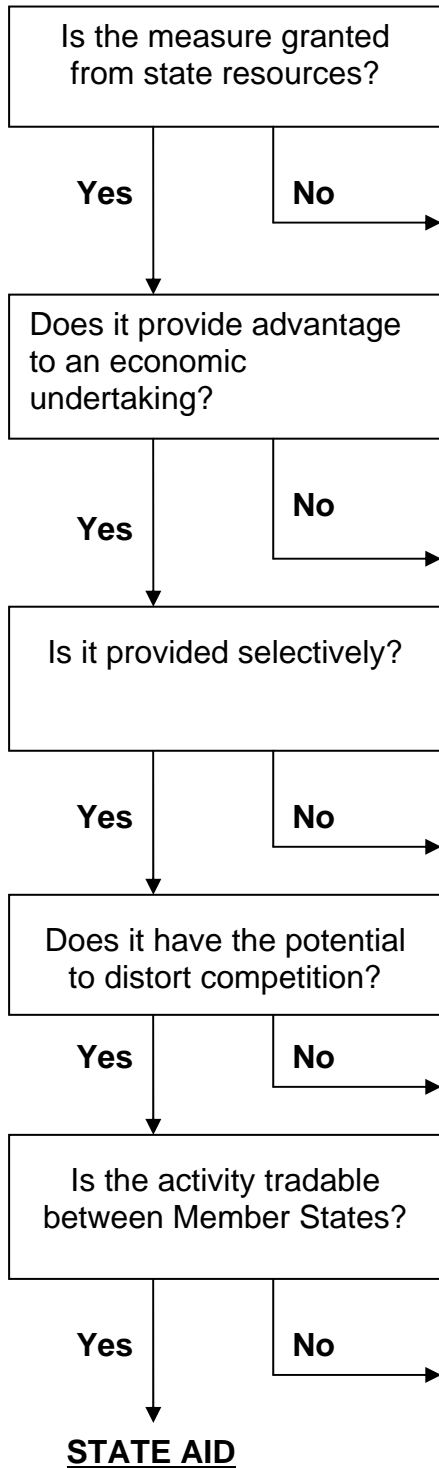 Is the measure granted
from state resources?
Yes No
Does it provide advantage
to an economic
undertaking?
Yes No
Is it provided selectively?
Yes No
Does it have the potential
to distort competition?
Yes No
Is the activity tradable
between Member States?
Yes No
STATE AID